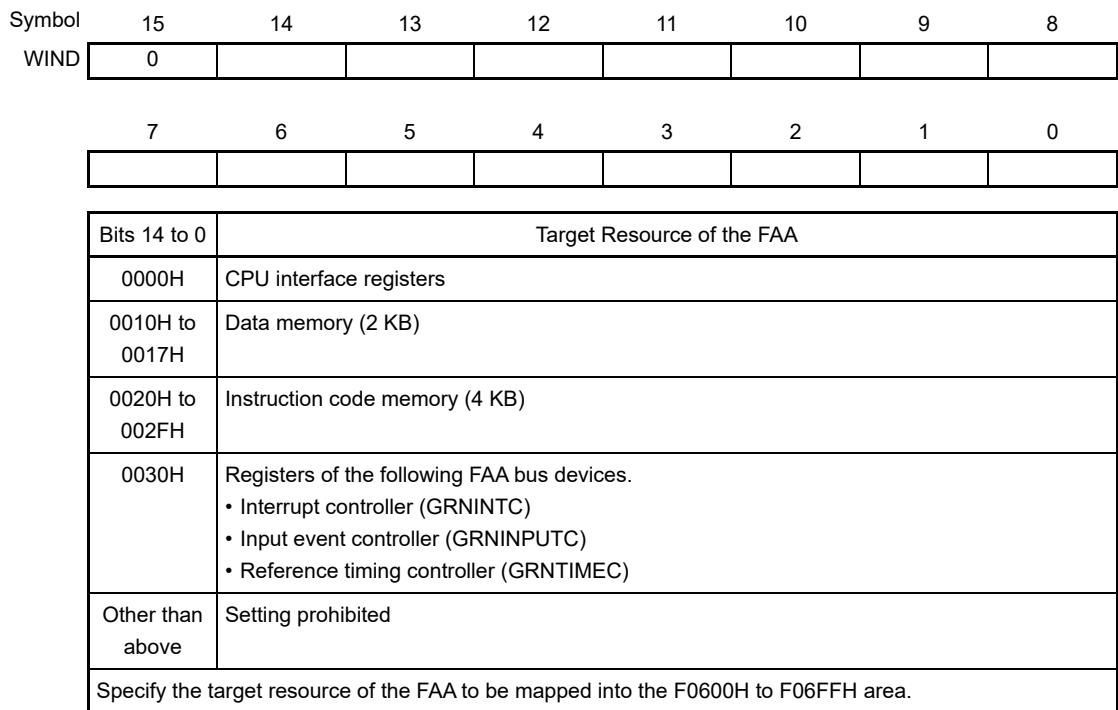 Symbol 15 14 13 12 11 10 9 8
WIND 0
7 6 5 4 3 2 1 0
Bits 14 to 0 Target Resource of the FAA
0000H CPU interface registers
0010H to Data memory (2 KB)
0017H
0020H to Instruction code memory (4 KB)
002FH
0030H Registers of the following FAA bus devices.
• Interrupt controller (GRNINTC)
• Input event controller (GRNINPUTC)
• Reference timing controller (GRNTIMEC)
Other than Setting prohibited
above
Specify the target resource of the FAA to be mapped into the F0600H to F06FFH area.